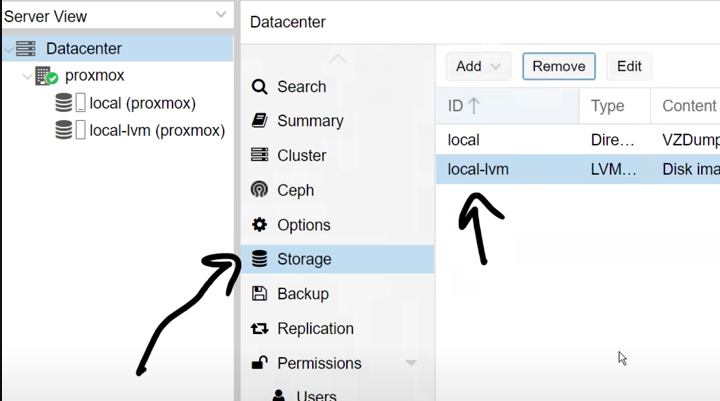 Server View
Datacenter
proxmox
local (proxmox)
local-lvm (proxmox)
Datacenter
Search
Summary
Cluster
Ceph
Options
Storage
Backup
Replication
Permissions
Users
Add Remove Edit
ID Type Content
local Dire... VZDump
local-lvm LVM... Disk ima